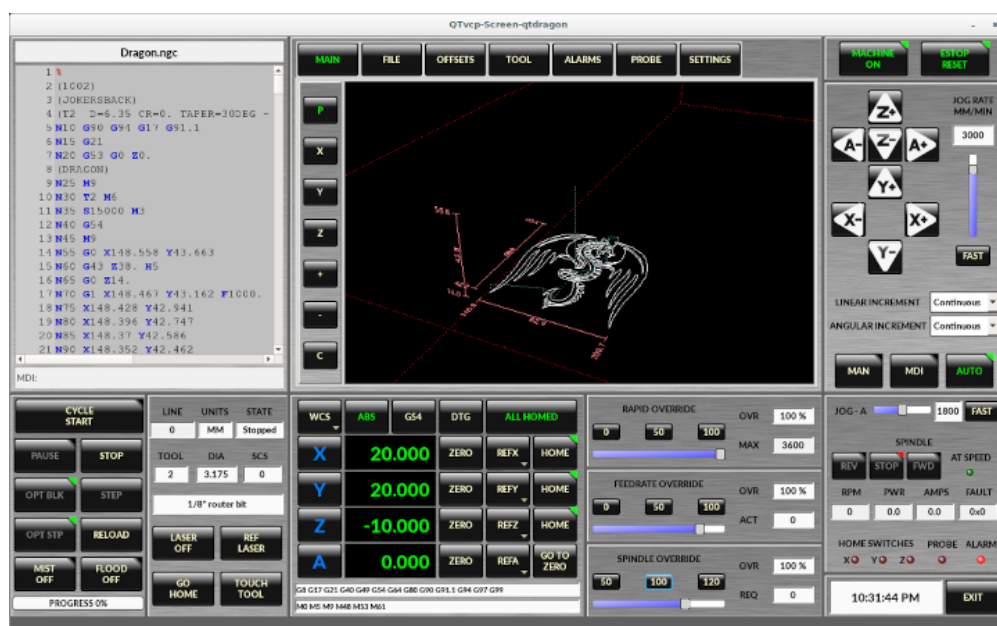 QTvcp-Screen-qtdragon
Dragon.ngc
1 %
2 (1002)
3 (JOKERSBACK)
4 (T2 D=6.35 CR=0. TAPER=30DEG -
5 N10 G90 G94 G17 G91.1
6 N15 G21
7 N20 G53 G0 Z0.
8 (DRAGON)
9 N25 M9
10 N30 T2 M6
11 N35 S15000 M3
12 N40 G54
13 N45 M9
14 N55 G0 X148.558 Y43.663
15 N60 G43 Z38. H5
16 N65 G0 Z14.
17 N70 G1 X148.467 Y43.162 F1000.
18 N75 X148.428 Y42.941
19 N80 X148.396 Y42.747
20 N85 X148.37 Y42.586
21 N90 X148.352 Y42.462
MDI:
MAIN FILE OFFSETS TOOL ALARMS PROBE SETTINGS
P
X
Y
Z
+
-
C
MACHINE ON
ESTOP RESET
JOG RATE
MM/MIN
3000
Z+
A- Z- A+
Y+
X- X+
Y-
FAST
LINEAR INCREMENT Continuous
ANGULAR INCREMENT Continuous
MAN MDI AUTO
CYCLE START
PAUSE STOP
OPT BLK STEP
OPT STP RELOAD
MIST OFF
FLOOD OFF
PROGRESS 0%
LINE UNITS STATE
0 MM Stopped
TOOL DIA SCS
2 3.175 0
1/8" router bit
LASER OFF
REF LASER
GO HOME
TOUCH TOOL
WCS ABS G54 DTG ALL HOMED
X 20.000 ZERO REFX HOME
Y 20.000 ZERO REFY HOME
Z -10.000 ZERO REFZ HOME
A 0.000 ZERO REFA GO TO ZERO
G8 G17 G21 G40 G49 G54 G64 G80 G90 G91.1 G94 G97 G99
M0 M5 M9 M48 M53 M61
RAPID OVERRIDE
0 50 100
OVR 100 %
MAX 3600
FEEDRATE OVERRIDE
0 50 100
OVR 100 %
ACT 0
SPINDLE OVERRIDE
50 100 120
OVR 100 %
REQ 0
JOG - A 1800 FAST
SPINDLE
REV STOP FWD
AT SPEED
RPM PWR AMPS FAULT
0 0.0 0.0 0x0
HOME SWITCHES PROBE ALARM
X Y Z
10:31:44 PM EXIT